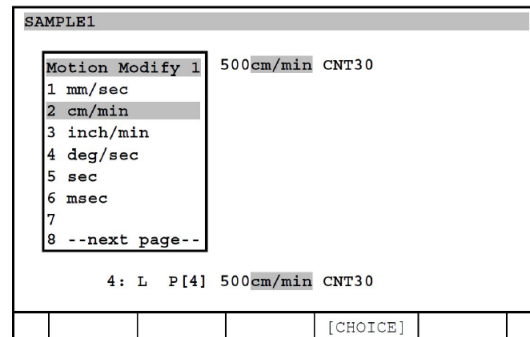 SAMPLE1
Motion Modify 1
500cm/min CNT30
1 mm/sec
2 cm/min
3 inch/min
4 deg/sec
5 sec
6 msec
7
8 --next page--
4: L P[4] 500cm/min CNT30
[CHOICE]